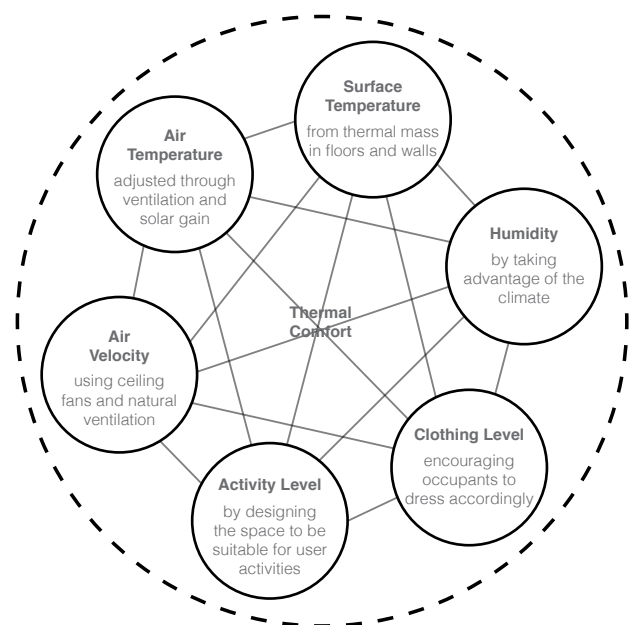 Surface
Temperature
from thermal mass
in floors and walls
Air
Temperature
adjusted through
ventilation and
solar gain
Humidity
by taking
advantage of the
climate
Thermal
Comfort
Air
Velocity
using ceiling
fans and natural
ventilation
Clothing Level
encouraging
occupants to
dress accordingly
Activity Level
by designing
the space to be
suitable for user
activities